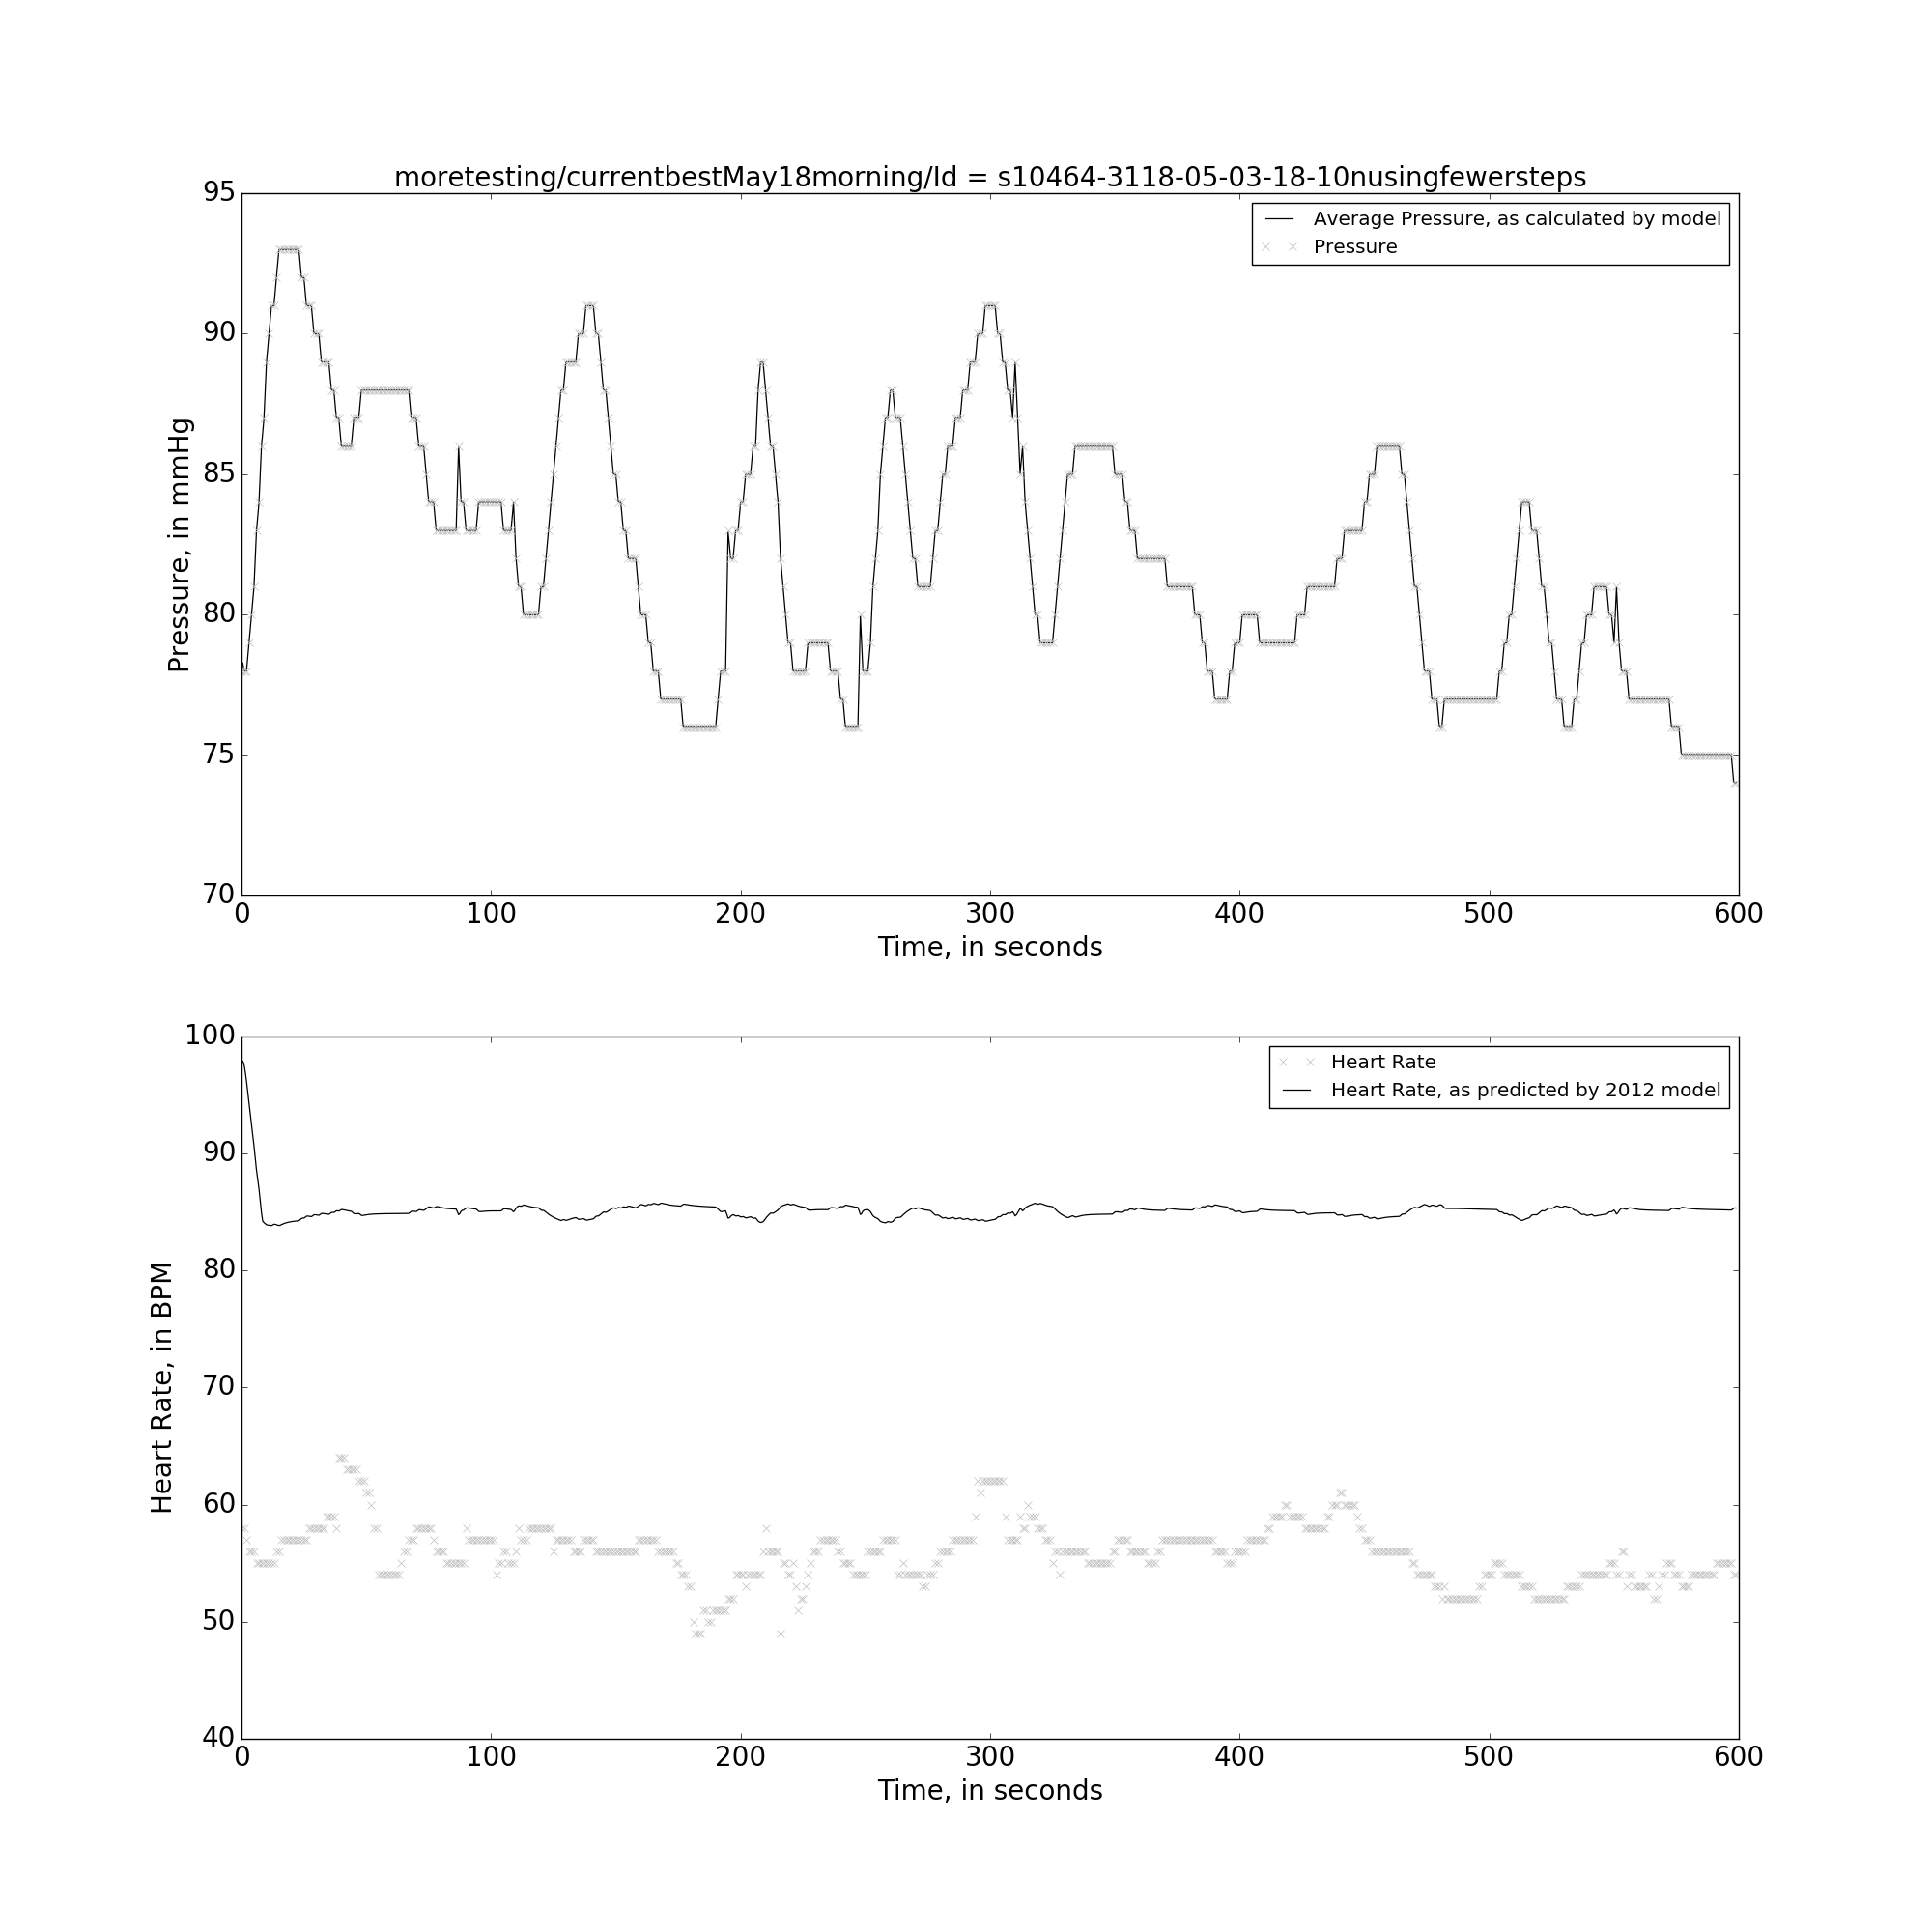 moretesting/currentbestMay18morning/Id = s10464-3118-05-03-18-10nusingfewersteps
95
90
85
80
75
70
Pressure, in mmHg
Average Pressure, as calculated by model
Pressure
0 100 200 300 400 500 600
Time, in seconds
100
90
80
70
60
50
40
Heart Rate, in BPM
Heart Rate
Heart Rate, as predicted by 2012 model
0 100 200 300 400 500 600
Time, in seconds